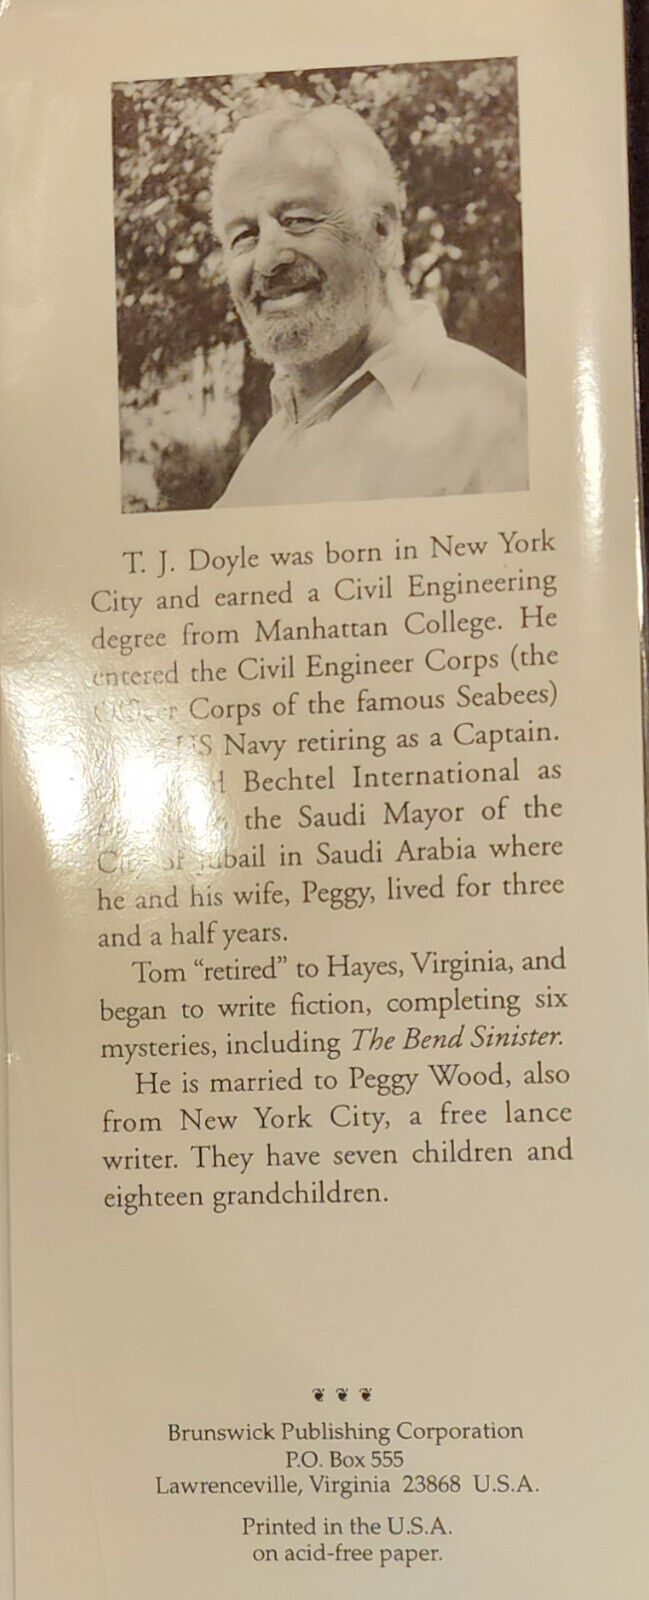 T. J. Doyle was born in New York
City and earned a Civil Engineering
degree from Manhattan College. He
entered the Civil Engineer Corps (the
Officer Corps of the famous Seabees)
US Navy retiring as a Captain.
Bechtel International as
the Saudi Mayor of the
City of Jubail in Saudi Arabia where
he and his wife, Peggy, lived for three
and a half years.
Tom "retired" to Hayes, Virginia, and
began to write fiction, completing six
mysteries, including The Bend Sinister.
He is married to Peggy Wood, also
from New York City, a free lance
writer. They have seven children and
eighteen grandchildren.
Brunswick Publishing Corporation
P.O. Box 555
Lawrenceville, Virginia 23868 U.S.A.
Printed in the U.S.A.
on acid-free paper.